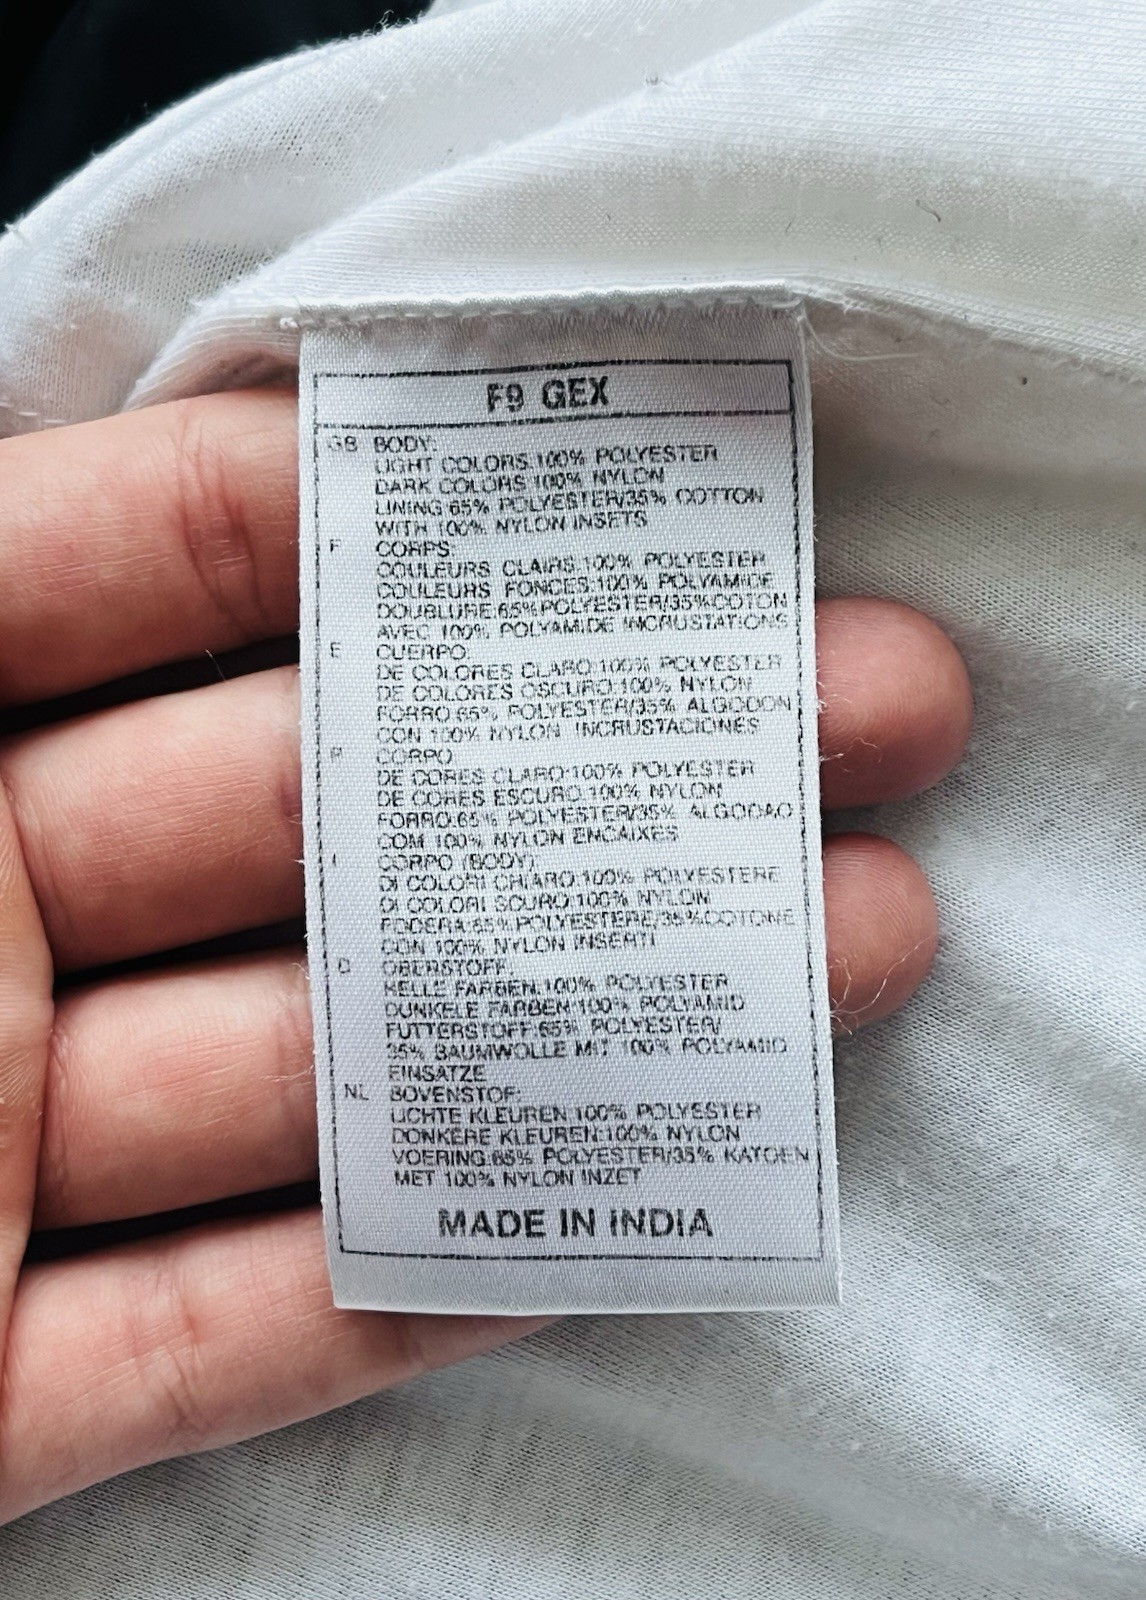 F9 GEX
GB BODY:
LIGHT COLORS:100% POLYESTER
DARK COLORS:100% NYLON
LINING:65% POLYESTER/35% COTTON
WITH 100% NYLON INSETS
F CORPS:
COULEURS CLAIRS:100% POLYESTER
COULEURS FONCES:100% POLYAMIDE
DOUBLURE:65%POLYESTER/35%COTON
AVEC 100% POLYAMIDE INCRUSTATIONS
E CUERPO:
DE COLORES CLARO:100% POLYESTER
DE COLORES OSCURO:100% NYLON
FORRO:65% POLYESTER/35% ALGODON
CON 100% NYLON INCRUSTACIONES
P CORPO
DE CORES CLARO:100% POLYESTER
DE CORES ESCURO:100% NYLON
FORRO:65% POLYESTER/35% ALGODAO
COM 100% NYLON ENCAIXES
I CORPO (BODY):
DI COLORI CHIARO:100% POLYESTERE
DI COLORI SCURO:100% NYLON
FODERA:65%POLYESTERE/35%COTONE
CON 100% NYLON INSERTI
D OBERSTOFF:
HELLE FARBEN:100% POLYESTER
DUNKELE FARBEN:100% POLYAMID
FUTTERSTOFF:65% POLYESTER/
35% BAUMWOLLE MIT 100% POLYAMID
EINSATZE
NL BOVENSTOF:
LICHTE KLEUREN:100% POLYESTER
DONKERE KLEUREN:100% NYLON
VOERING:65% POLYESTER/35% KATOEN
MET 100% NYLON INZET
MADE IN INDIA